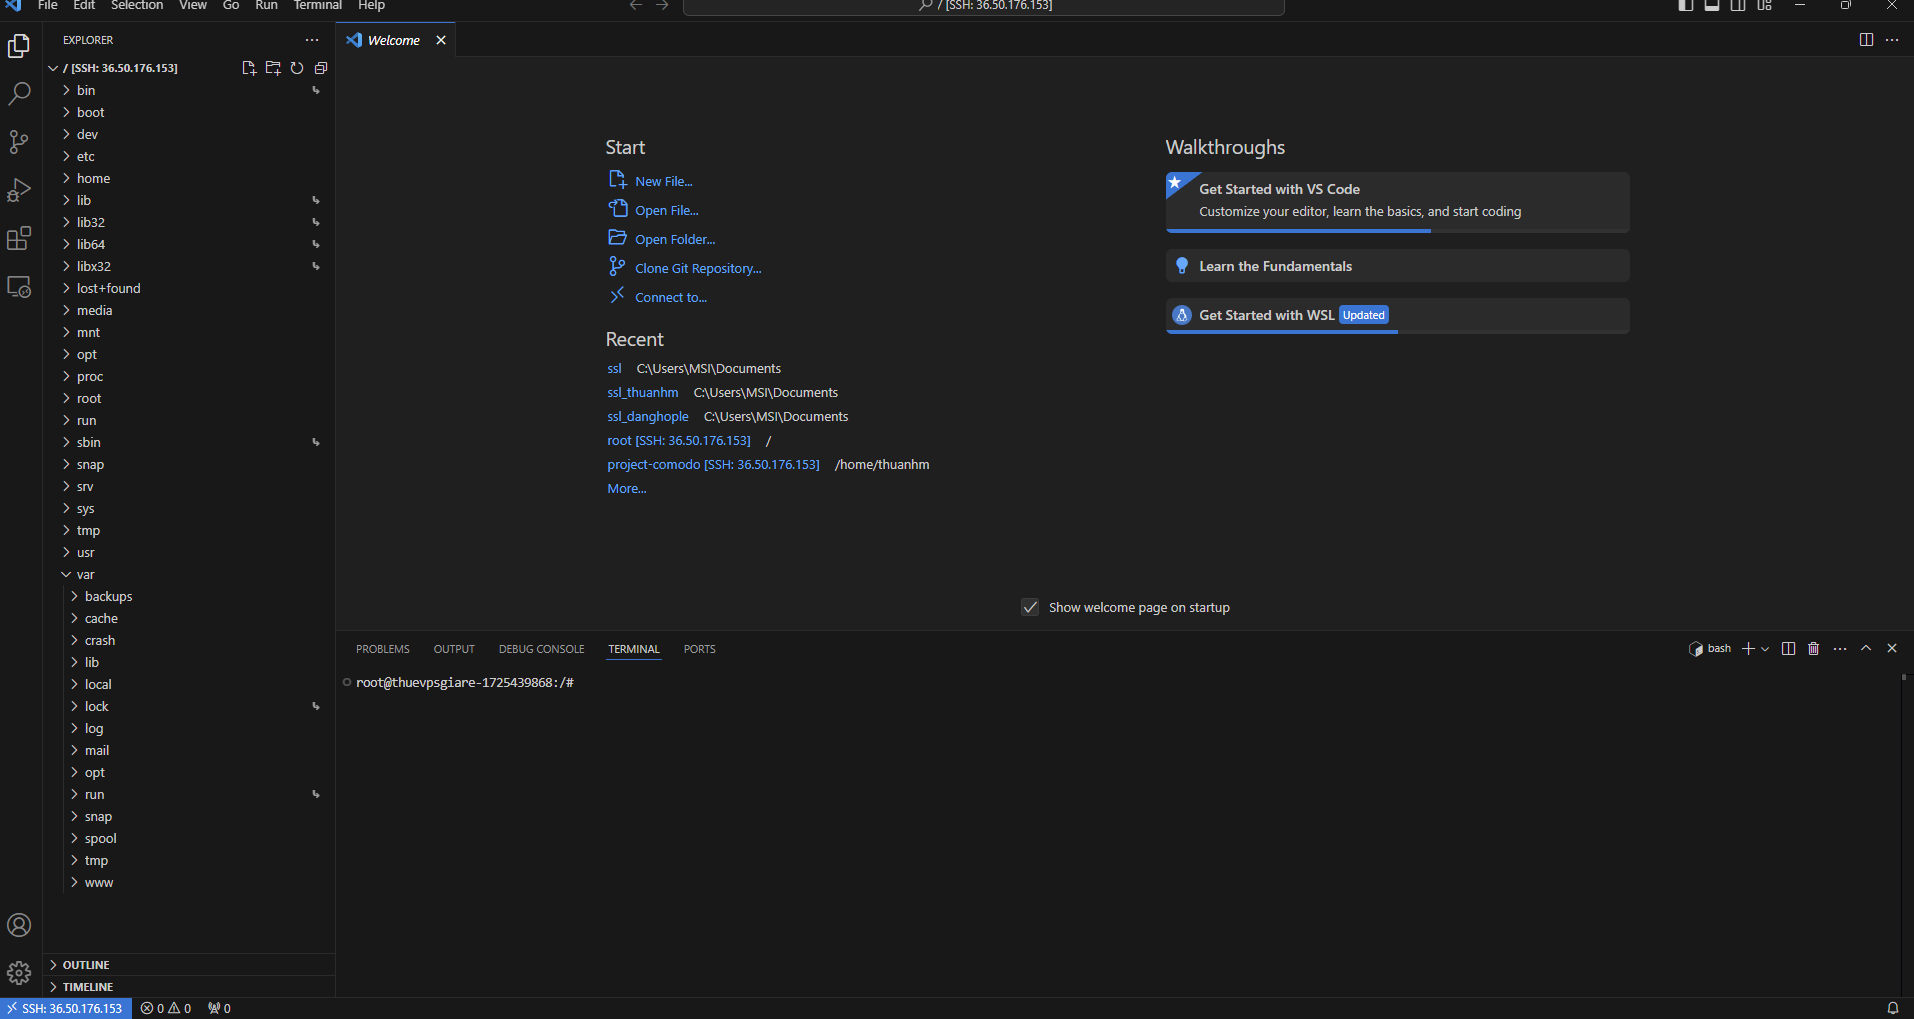 File Edit Selection View Go Run Terminal Help
/ [SSH: 36.50.176.153]
EXPLORER
/ [SSH: 36.50.176.153]
bin
boot
dev
etc
home
lib
lib32
lib64
libx32
lost+found
media
mnt
opt
proc
root
run
sbin
snap
srv
sys
tmp
usr
var
backups
cache
crash
lib
local
lock
log
mail
opt
run
snap
spool
tmp
www
OUTLINE
TIMELINE
Welcome
Start
New File...
Open File...
Open Folder...
Clone Git Repository...
Connect to...
Recent
ssl C:\Users\MSI\Documents
ssl_thuanhm C:\Users\MSI\Documents
ssl_danghople C:\Users\MSI\Documents
root [SSH: 36.50.176.153] /
project-comodo [SSH: 36.50.176.153] /home/thuanhm
More...
Walkthroughs
Get Started with VS Code
Customize your editor, learn the basics, and start coding
Learn the Fundamentals
Get Started with WSL Updated
Show welcome page on startup
PROBLEMS OUTPUT DEBUG CONSOLE TERMINAL PORTS
bash
root@thuevpsgiare-1725439868:/#
SSH: 36.50.176.153 0 0 0